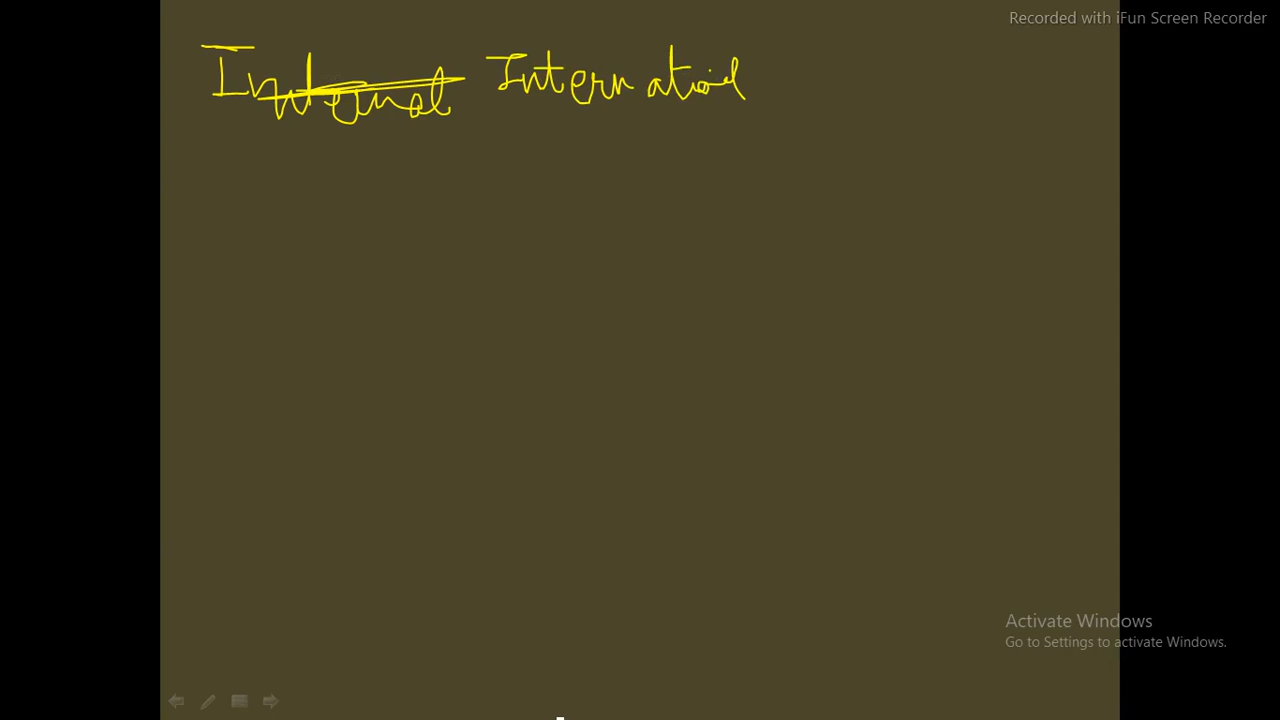 Recorded with iFun Screen Recorder
International
Activate Windows
Go to Settings to activate Windows.